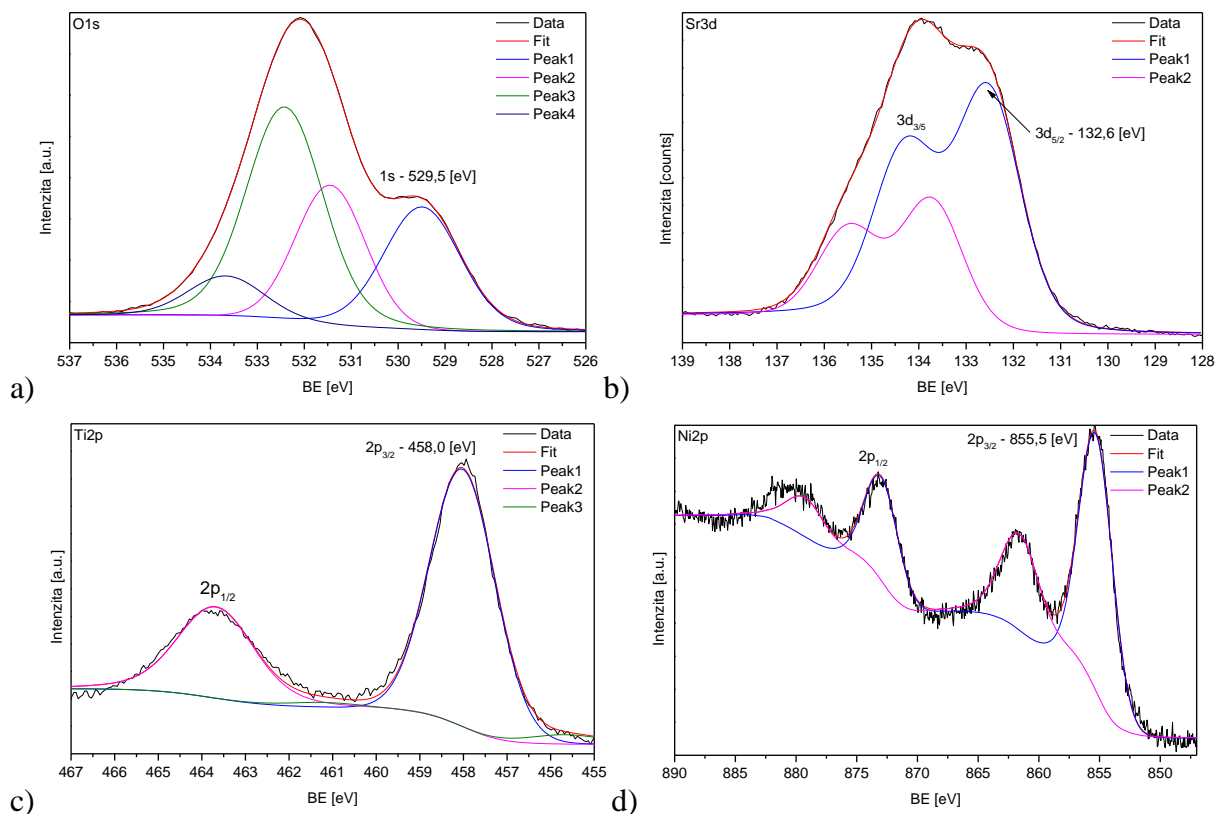 O1s
Data
Fit
Peak1
Peak2
Peak3
Peak4
1s - 529,5 [eV]
Intenzita [a.u.]
537 536 535 534 533 532 531 530 529 528 527 526
BE [eV]
a)
Sr3d
Data
Fit
Peak1
Peak2
3d3/5
3d5/2 - 132,6 [eV]
Intenzita [counts]
139 138 137 136 135 134 133 132 131 130 129 128
BE [eV]
b)
Ti2p
Data
Fit
Peak1
Peak2
Peak3
2p3/2 - 458,0 [eV]
2p1/2
Intenzita [a.u.]
467 466 465 464 463 462 461 460 459 458 457 456 455
BE [eV]
c)
Ni2p
Data
Fit
Peak1
Peak2
2p3/2 - 855,5 [eV]
2p1/2
Intenzita [a.u.]
890 885 880 875 870 865 860 855 850
BE [eV]
d)